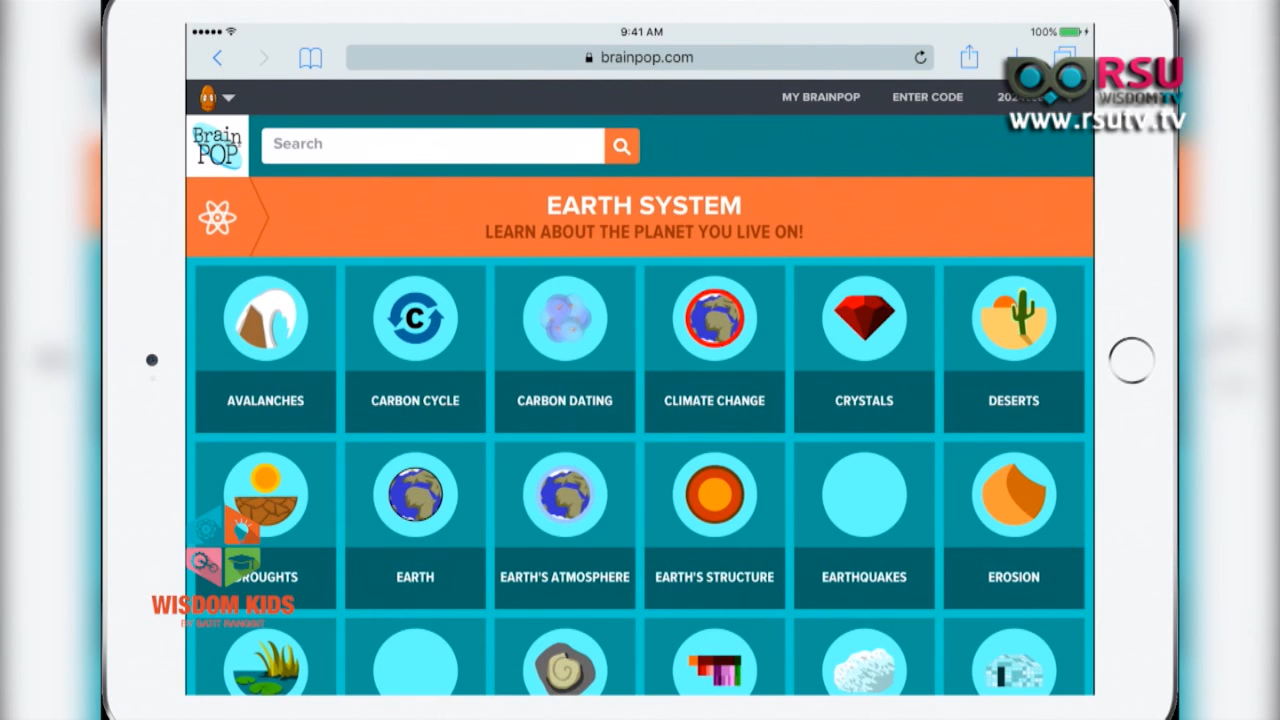 9:41 AM
100%
brainpop.com
RSU
WISDOM TV
www.rsutv.tv
MY BRAINPOP
ENTER CODE
Brain
POP
Search
EARTH SYSTEM
LEARN ABOUT THE PLANET YOU LIVE ON!
C
AVALANCHES
CARBON CYCLE
CARBON DATING
CLIMATE CHANGE
CRYSTALS
DESERTS
EARTH
EARTH'S ATMOSPHERE
EARTH'S STRUCTURE
EARTHQUAKES
EROSION
WISDOM KIDS